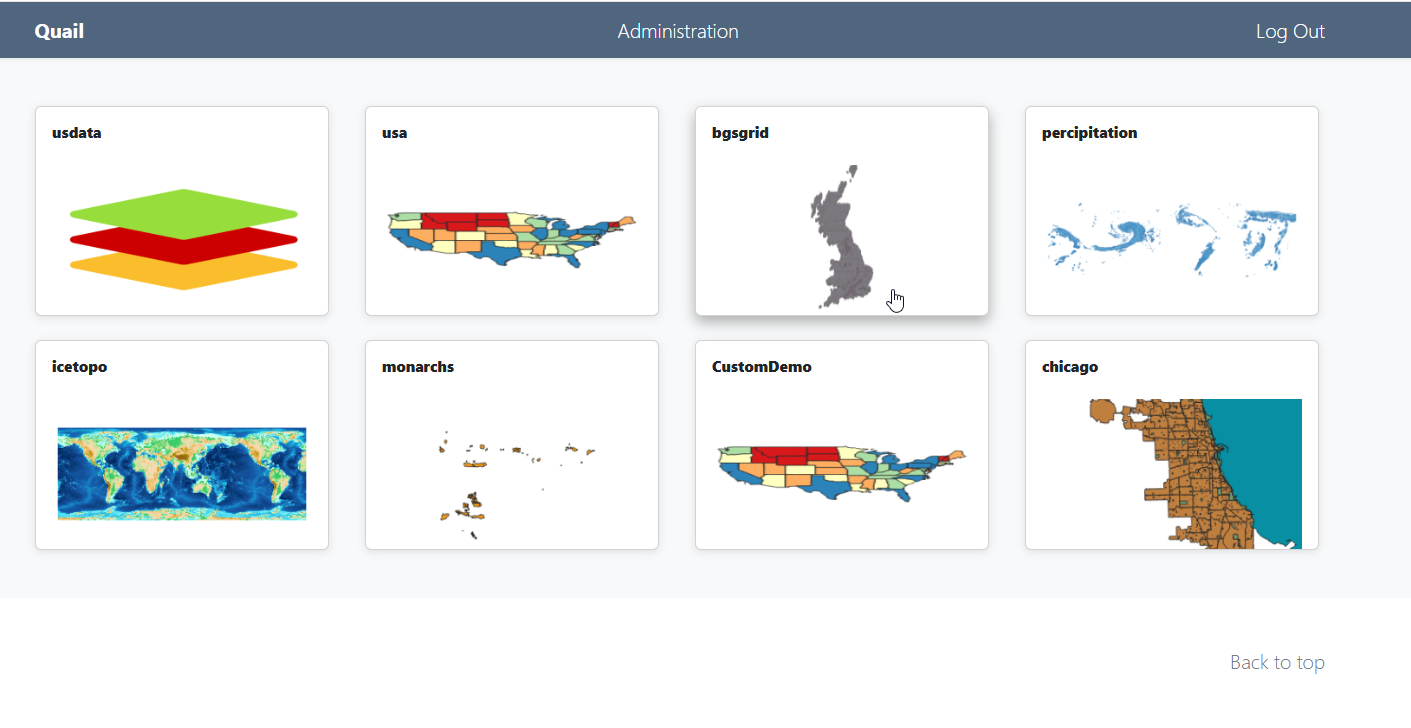 Quail Administration Log Out
usdata usa bgsgrid percipitation
icetopo monarchs CustomDemo chicago
Back to top